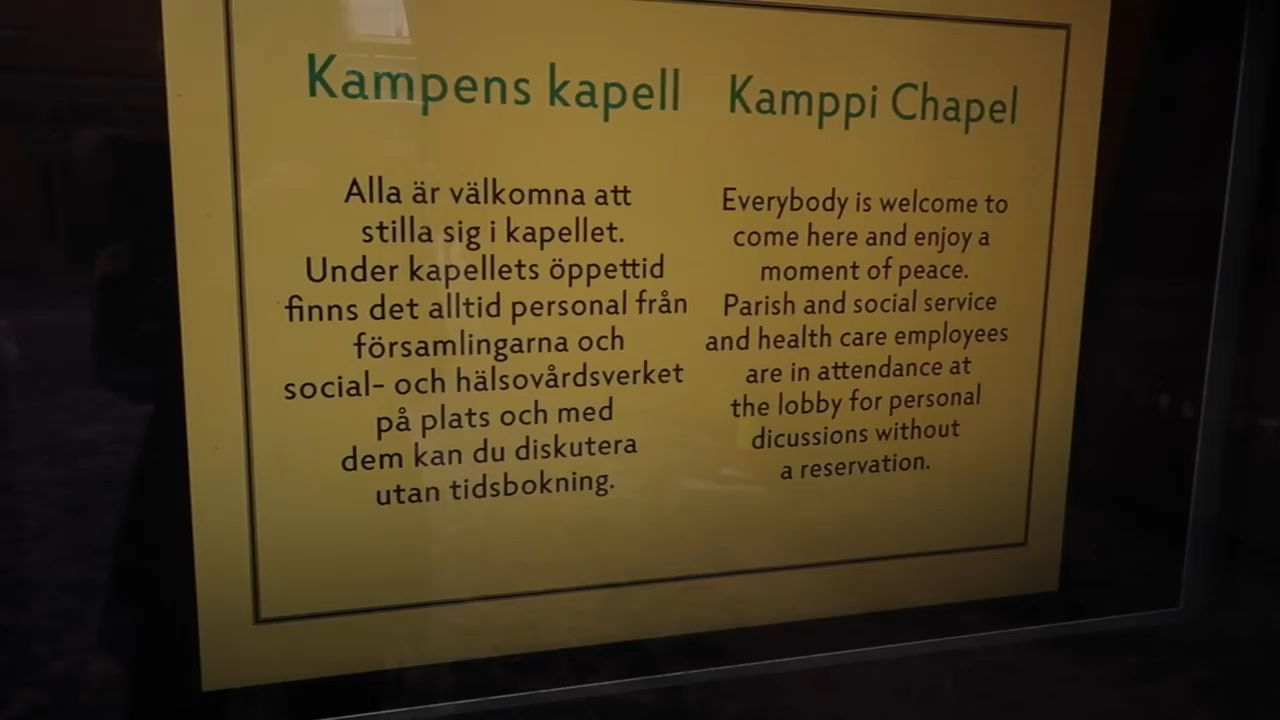 Kampens kapell
Alla är välkomna att
stilla sig i kapellet.
Under kapellets öppettid
finns det alltid personal från
församlingarna och
social- och hälsovårdsverket
på plats och med
dem kan du diskutera
utan tidsbokning.
Kamppi Chapel
Everybody is welcome to
come here and enjoy a
moment of peace.
Parish and social service
and health care employees
are in attendance at
the lobby for personal
dicussions without
a reservation.